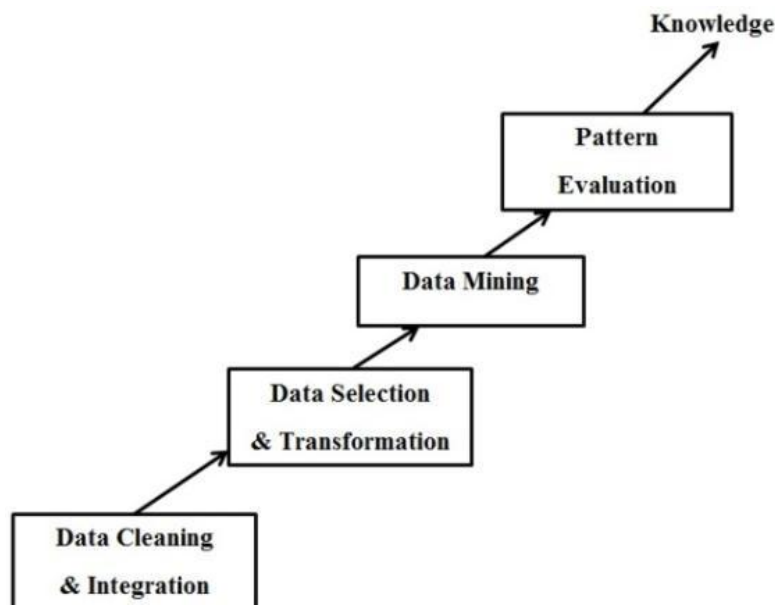 Knowledge
Pattern
Evaluation
Data Mining
Data Selection
& Transformation
Data Cleaning
& Integration